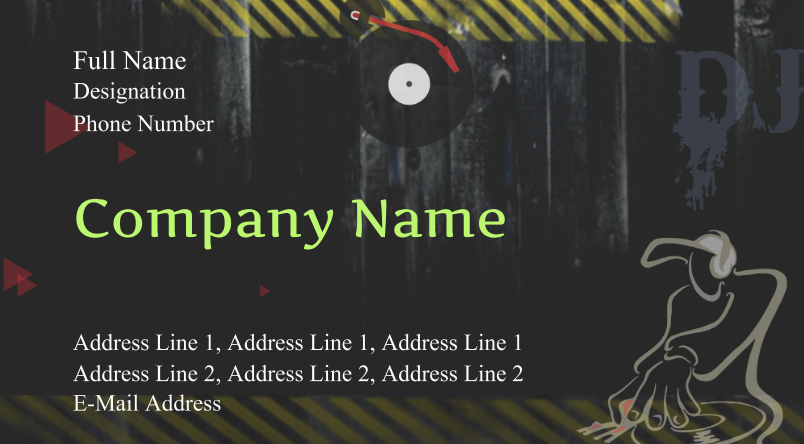 Full Name
Designation
Phone Number
DJ
Company Name
Address Line 1, Address Line 1, Address Line 1
Address Line 2, Address Line 2, Address Line 2
E-Mail Address